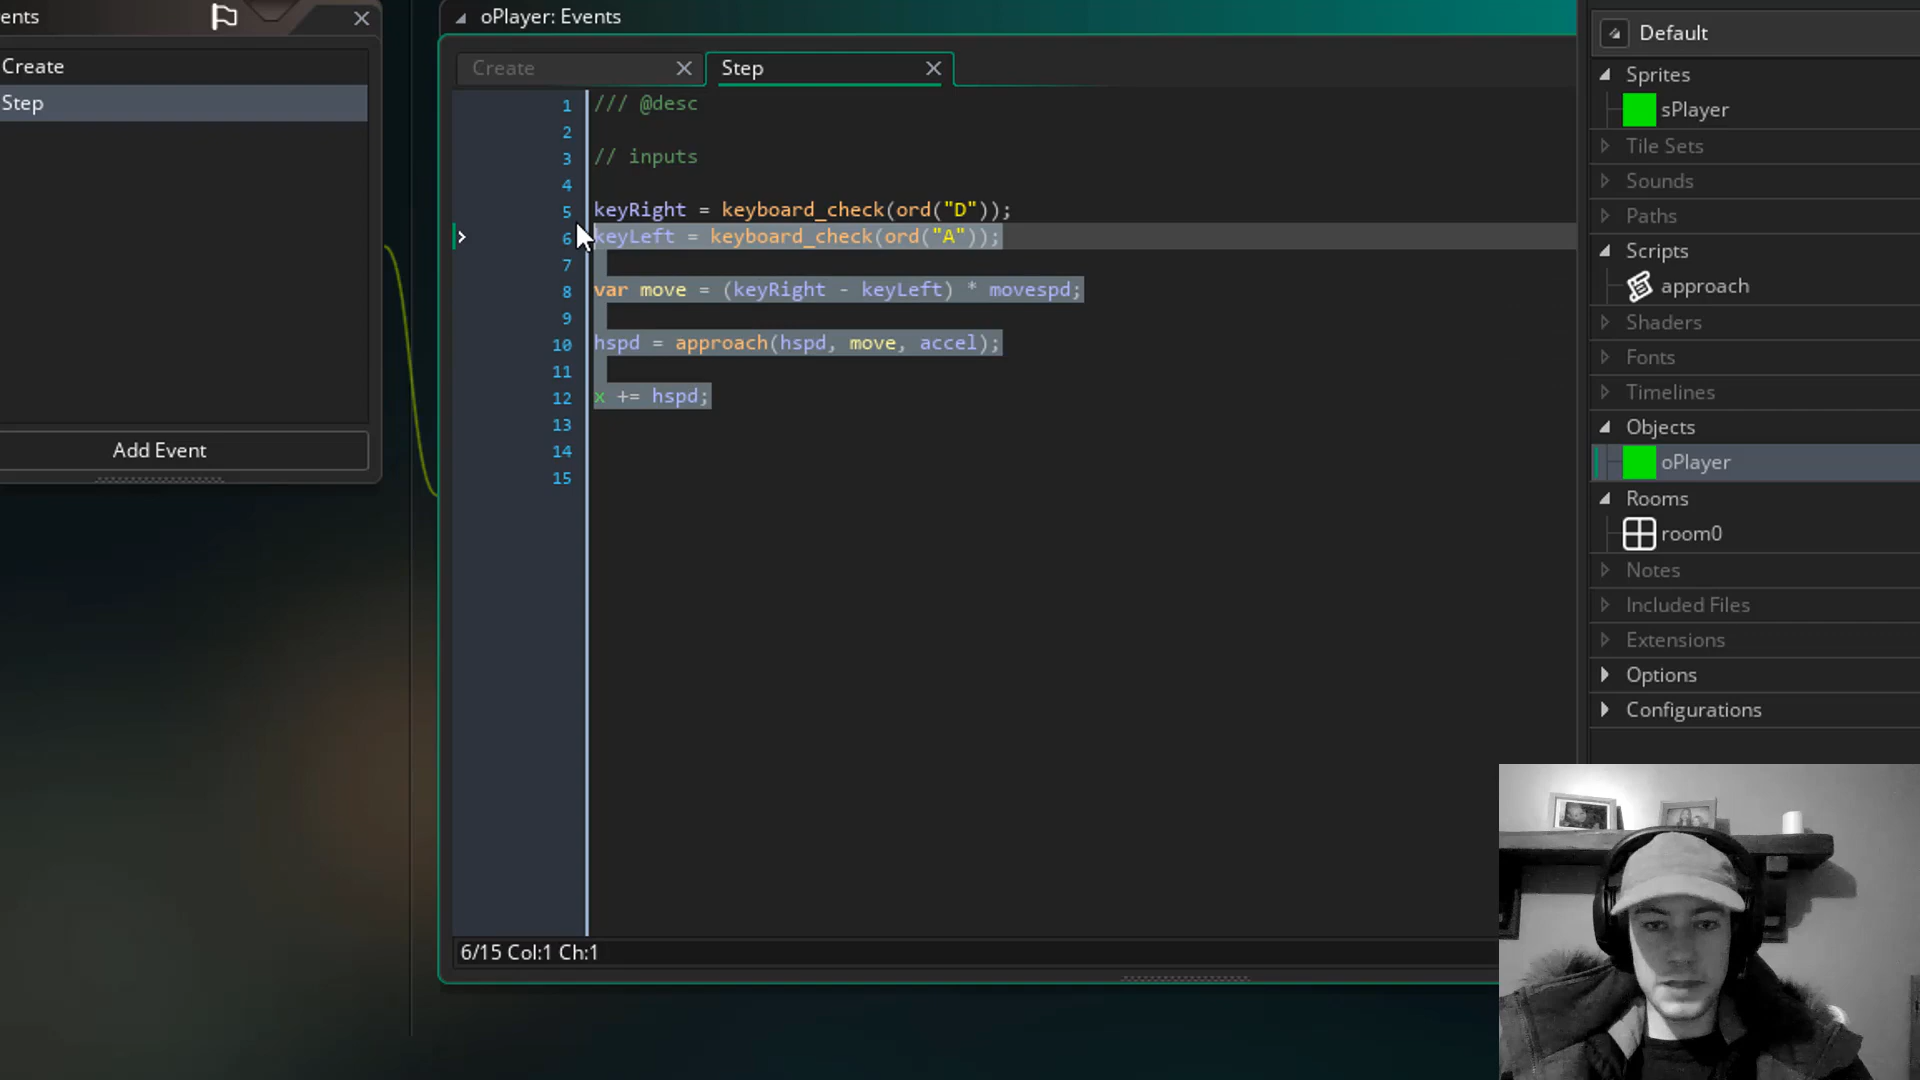 ents
Create
Step
Add Event
oPlayer: Events
Create
Step
1 /// @desc
2
3 // inputs
4
5 keyRight = keyboard_check(ord("D"));
6 keyLeft = keyboard_check(ord("A"));
7
8 var move = (keyRight - keyLeft) * movespd;
9
10 hspd = approach(hspd, move, accel);
11
12 x += hspd;
13
14
15
6/15 Col:1 Ch:1
Default
Sprites
sPlayer
Tile Sets
Sounds
Paths
Scripts
approach
Shaders
Fonts
Timelines
Objects
oPlayer
Rooms
room0
Notes
Included Files
Extensions
Options
Configurations